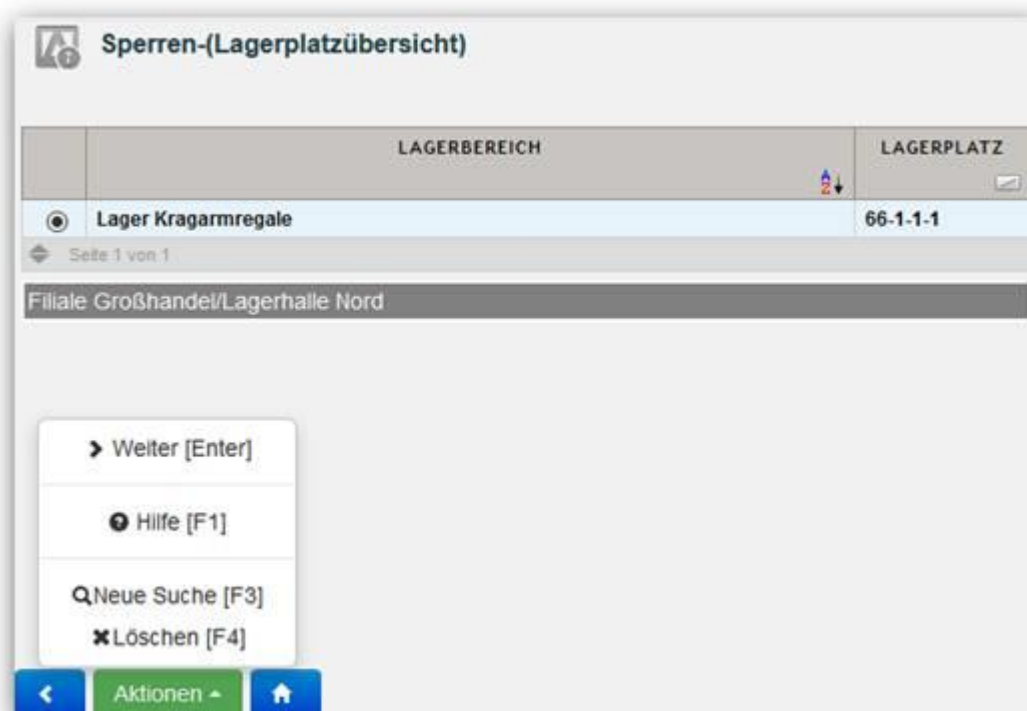 Sperren-(Lagerplatzübersicht)
LAGERBEREICH LAGERPLATZ
Lager Kragarmregale 66-1-1-1
Seite 1 von 1
Filiale Großhandel/Lagerhalle Nord
Weiter [Enter]
Hilfe [F1]
Neue Suche [F3]
Löschen [F4]
Aktionen